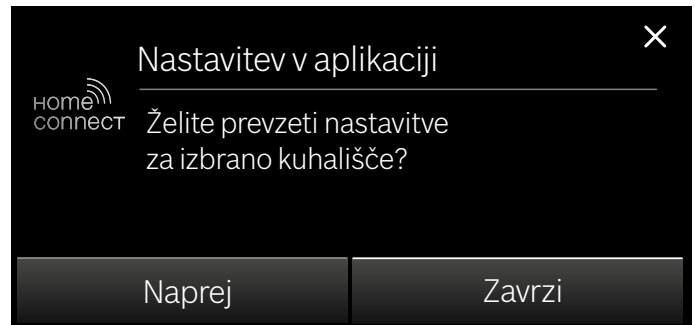 Nastavitev v aplikaciji
HOME
CONNECT
Želite prevzeti nastavitve
za izbrano kuhališče?
Naprej
Zavrzi